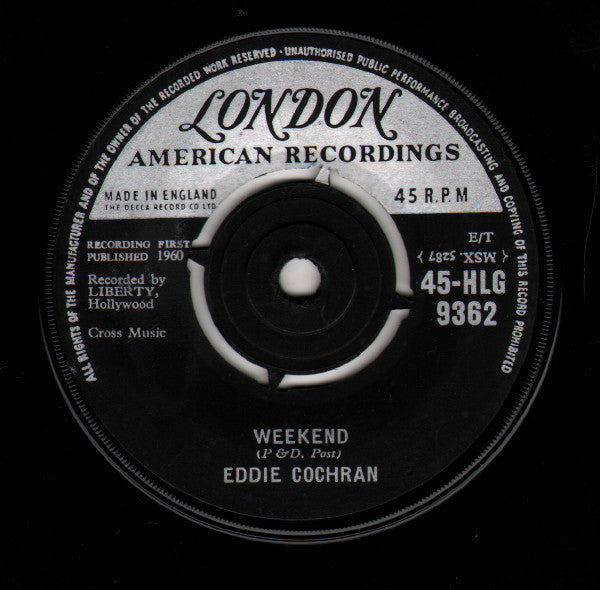 ALL RIGHTS OF THE MANUFACTURER AND OF THE OWNER OF THE RECORDED WORK RESERVED · UNAUTHORISED PUBLIC PERFORMANCE BROADCASTING AND COPYING OF THIS RECORD PROHIBITED
LONDON
AMERICAN RECORDINGS
MADE IN ENGLAND
THE DECCA RECORD CO LTD
45 R.P.M
RECORDING FIRST
PUBLISHED 1960
Recorded by
LIBERTY,
Hollywood
Cross Music
E/T
( MSX. 5287 )
45-HLG
9362
WEEKEND
(P & D. Post)
EDDIE COCHRAN